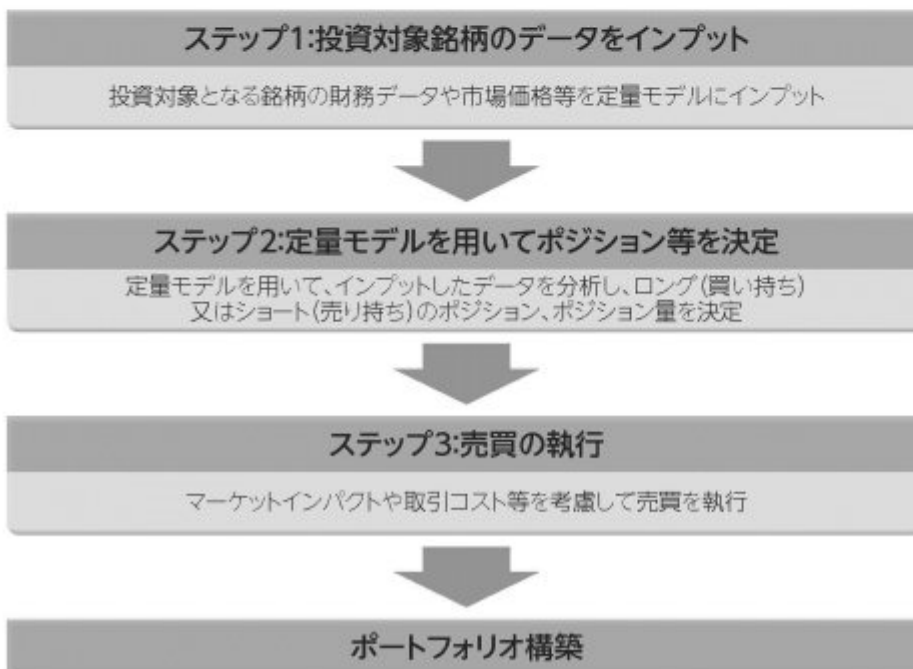 ステップ1:投資対象銘柄のデータをインプット
投資対象となる銘柄の財務データや市場価格等を定量モデルにインプット
ステップ2:定量モデルを用いてポジション等を決定
定量モデルを用いて、インプットしたデータを分析し、ロング(買い持ち)
又はショート(売り持ち)のポジション、ポジション量を決定
ステップ3:売買の執行
マーケットインパクトや取引コスト等を考慮して売買を執行
ポートフォリオ構築